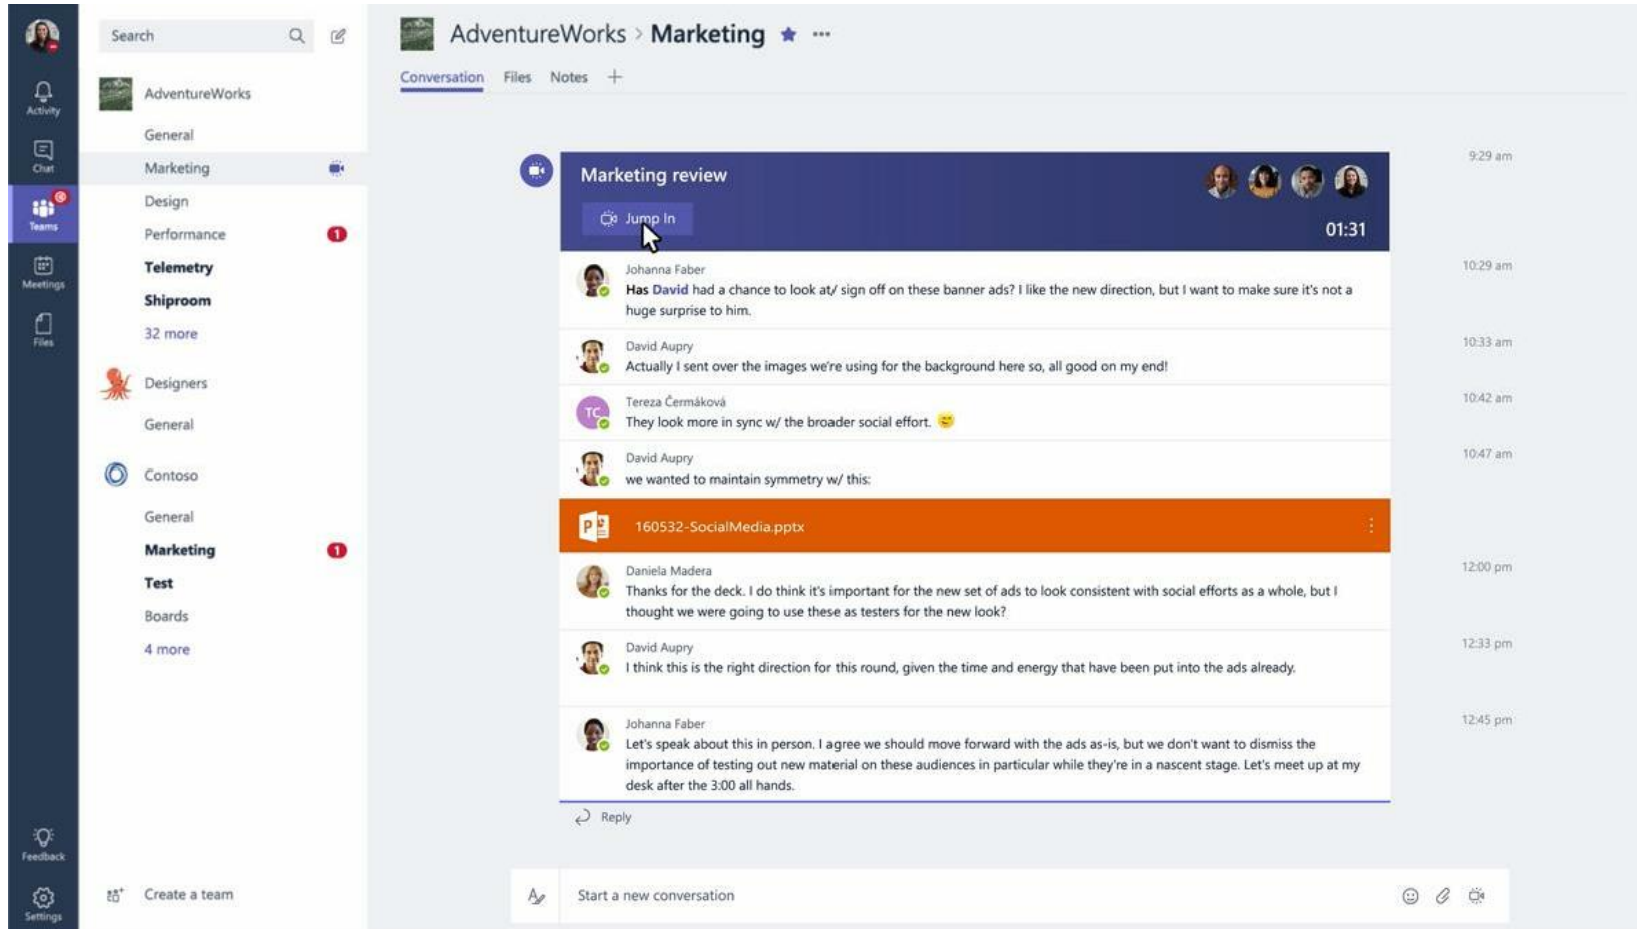 Activity
Chat
Teams
Meetings
Files
Feedback
Settings
Search
AdventureWorks
General
Marketing
Design
Performance
1
Telemetry
Shiproom
32 more
Designers
General
Contoso
General
Marketing
1
Test
Boards
4 more
Create a team
AdventureWorks > Marketing
Conversation Files Notes
Marketing review
9:29 am
Jump In
01:31
Johanna Faber
10:29 am
Has David had a chance to look at/ sign off on these banner ads? I like the new direction, but I want to make sure it's not a
huge surprise to him.
David Aupry
10:33 am
Actually I sent over the images we're using for the background here so, all good on my end!
TC
Tereza Čermáková
10:42 am
They look more in sync w/ the broader social effort. 😊
David Aupry
10:47 am
we wanted to maintain symmetry w/ this:
P
160532-SocialMedia.pptx
Daniela Madera
12:00 pm
Thanks for the deck. I do think it's important for the new set of ads to look consistent with social efforts as a whole, but I
thought we were going to use these as testers for the new look?
David Aupry
12:33 pm
I think this is the right direction for this round, given the time and energy that have been put into the ads already.
Johanna Faber
12:45 pm
Let's speak about this in person. I agree we should move forward with the ads as-is, but we don't want to dismiss the
importance of testing out new material on these audiences in particular while they're in a nascent stage. Let's meet up at my
desk after the 3:00 all hands.
Reply
Start a new conversation